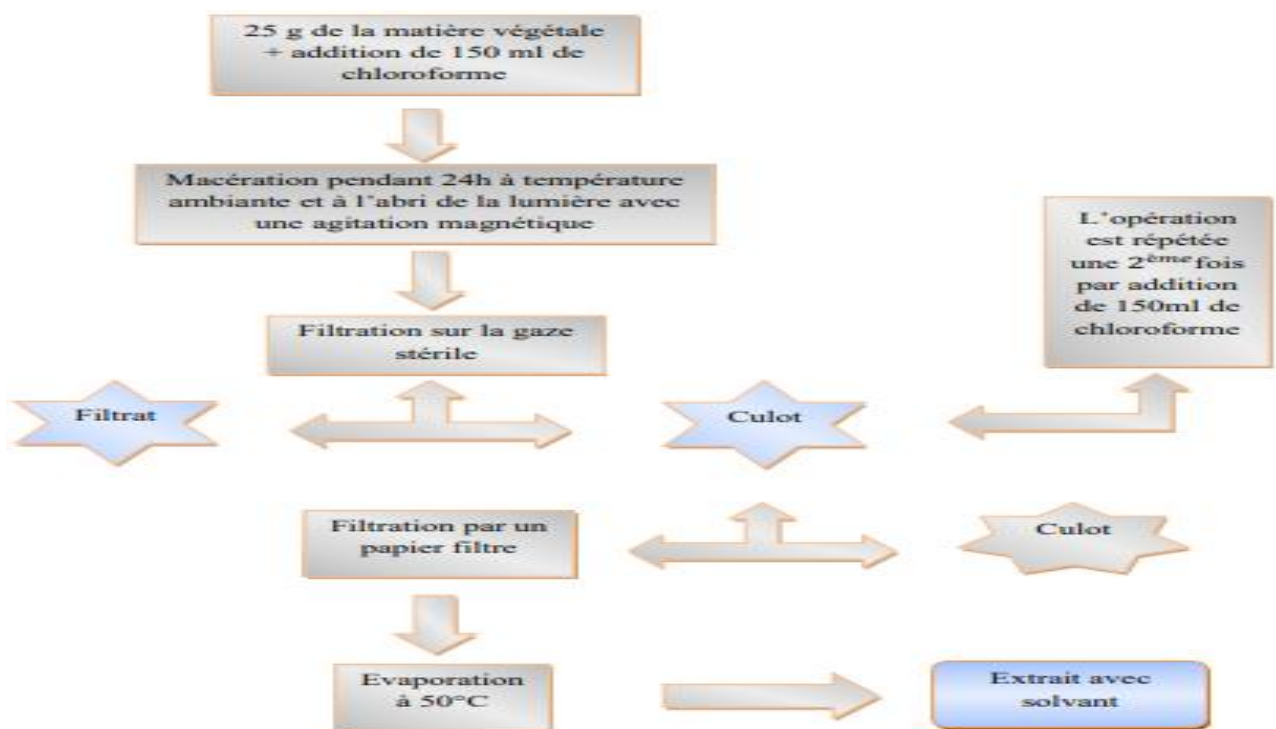 25 g de la matière végétale
+ addition de 150 ml de
chloroforme
Macération pendant 24h à température
ambiante et à l'abri de la lumière avec
une agitation magnétique
L'opération
est répétée
une 2ème fois
par addition
de 150ml de
chloroforme
Filtration sur la gaze
stérile
Filtrat
Culot
Filtration par un
papier filtre
Culot
Evaporation
à 50°C
Extrait avec
solvant